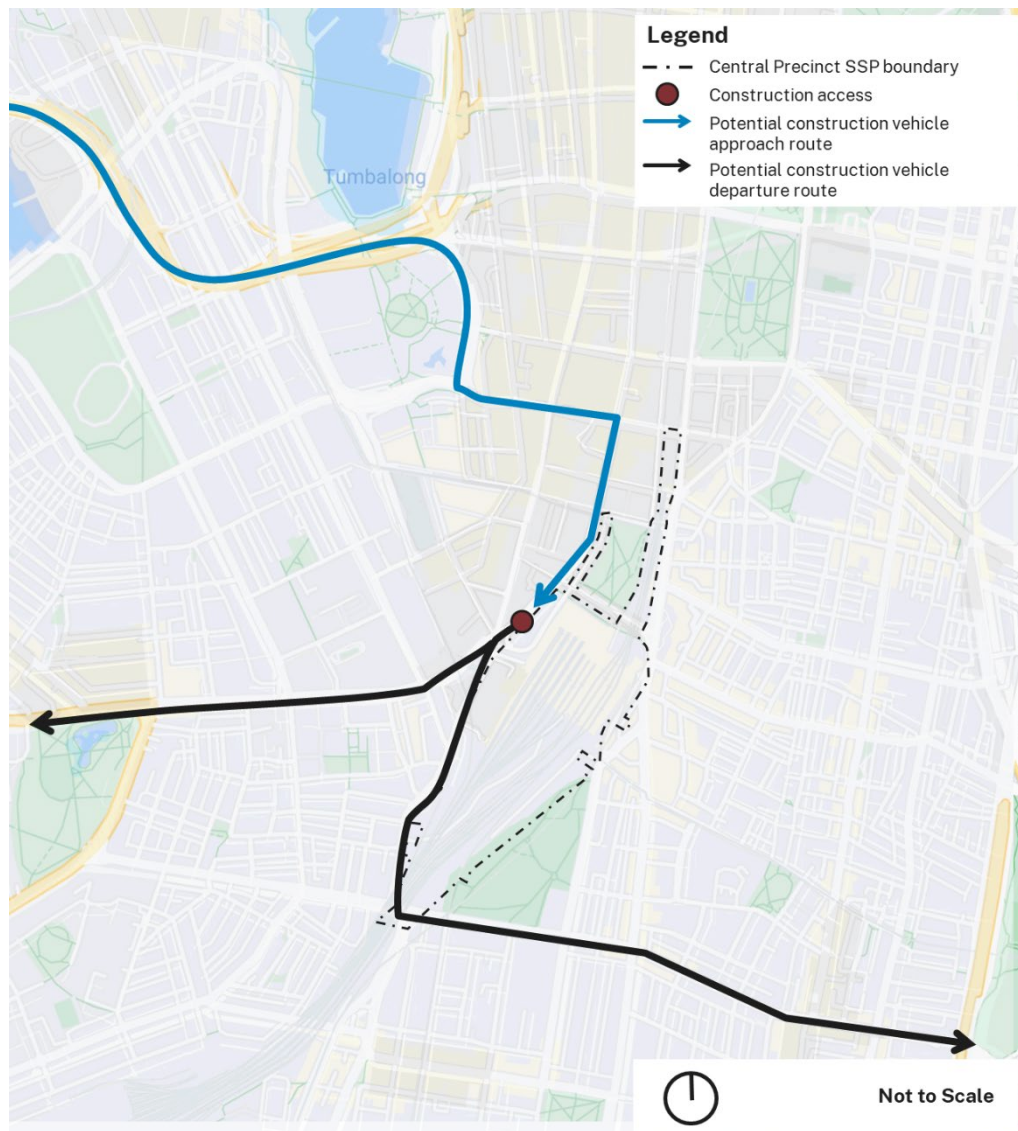 Legend
Central Precinct SSP boundary
Construction access
Potential construction vehicle
approach route
Potential construction vehicle
departure route
Tumbalong
Not to Scale